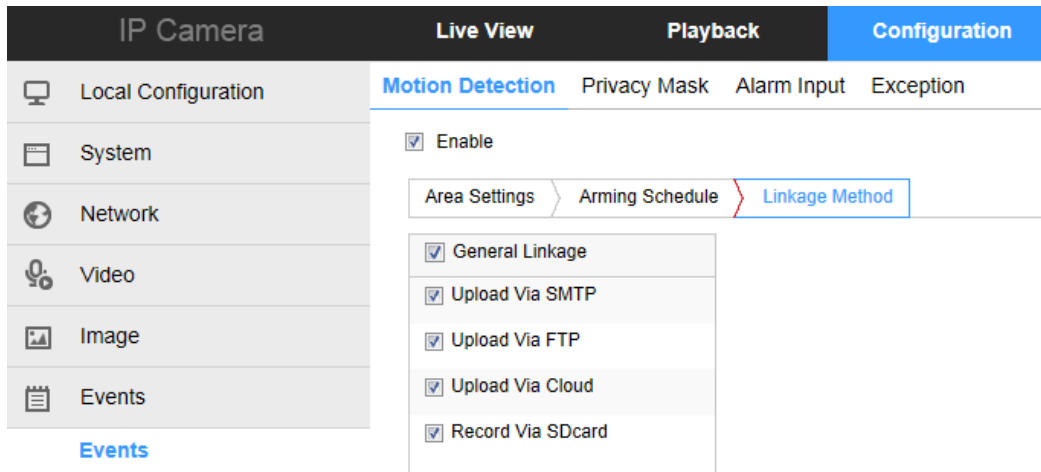 IP Camera
Live View Playback Configuration
Local Configuration
System
Network
Video
Image
Events
Events
Motion Detection Privacy Mask Alarm Input Exception
Enable
Area Settings Arming Schedule Linkage Method
General Linkage
Upload Via SMTP
Upload Via FTP
Upload Via Cloud
Record Via SDcard